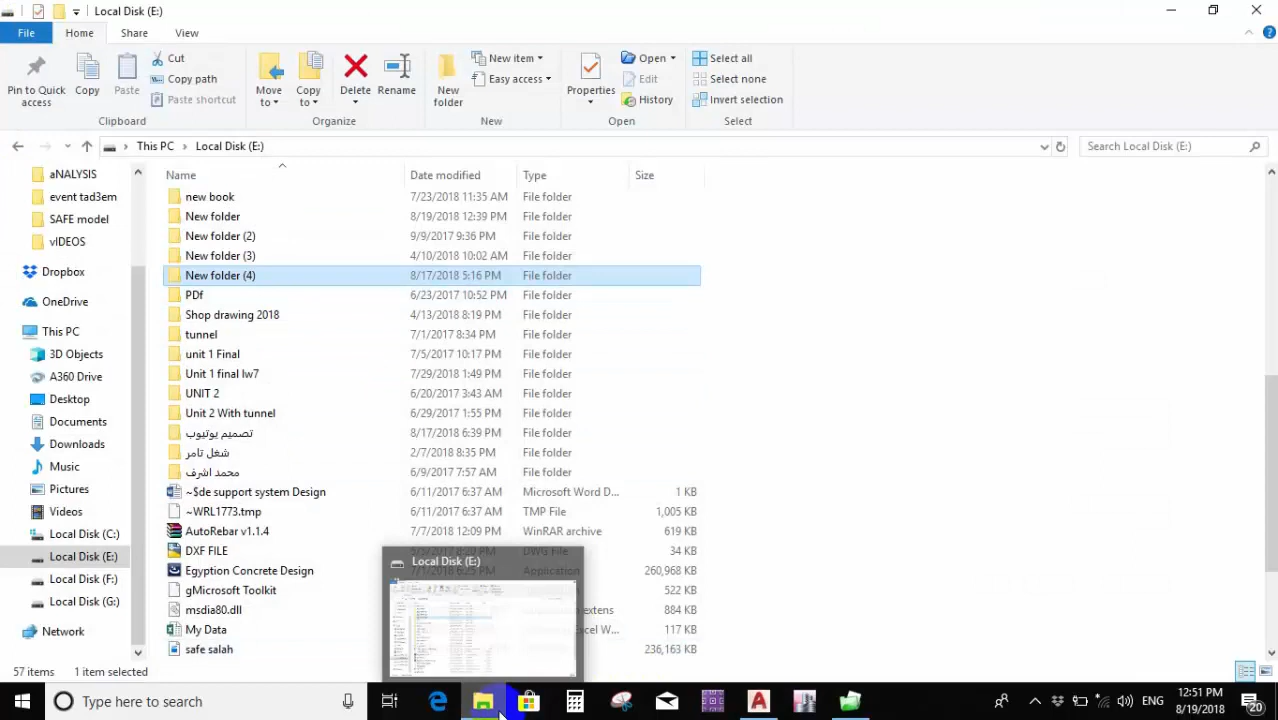 Local Disk (E:)
File Home Share View
Pin to Quick access
Copy
Paste
Cut
Copy path
Paste shortcut
Clipboard
Move to
Copy to
Delete
Rename
Organize
New folder
New item
Easy access
New
Properties
Open
Edit
History
Open
Select all
Select none
Invert selection
Select
This PC Local Disk (E:)
Search Local Disk (E:)
aNALYSIS
event tad3em
SAFE model
vIDEOS
Dropbox
OneDrive
This PC
3D Objects
A360 Drive
Desktop
Documents
Downloads
Music
Pictures
Videos
Local Disk (C:)
Local Disk (E:)
Local Disk (F:)
Local Disk (G:)
Network
Name Date modified Type Size
new book 7/23/2018 11:35 AM File folder
New folder 8/19/2018 12:39 PM File folder
New folder (2) 9/9/2017 9:36 PM File folder
New folder (3) 4/10/2018 10:02 AM File folder
New folder (4) 8/17/2018 5:16 PM File folder
PDf 6/23/2017 10:52 PM File folder
Shop drawing 2018 4/13/2018 8:19 PM File folder
tunnel 7/1/2017 8:34 PM File folder
unit 1 Final 7/5/2017 10:17 PM File folder
Unit 1 final lw7 7/29/2018 1:49 PM File folder
UNIT 2 6/20/2017 3:43 AM File folder
Unit 2 With tunnel 6/29/2017 1:55 PM File folder
تصميم يوتيوب 8/17/2018 6:39 PM File folder
شغل تامر 2/7/2018 8:35 PM File folder
محمد اشرف 6/9/2017 7:57 AM File folder
~$de support system Design 6/11/2017 6:37 AM Microsoft Word D... 1 KB
~WRL1773.tmp 6/11/2017 6:37 AM TMP File 1,005 KB
AutoRebar v1.1.4 7/7/2018 12:09 PM WinRAR archive 619 KB
DXF FILE 5/5/2018 8:20 PM DWG File 34 KB
Egyption Concrete Design Application 260,968 KB
Microsoft Toolkit 522 KB
msdia80.dll extens 884 KB
My Data Excel W... 17 KB
safe salah 236,163 KB
Local Disk (E:)
57 items 1 item selec
Type here to search
ENG
12:51 PM
8/19/2018
20